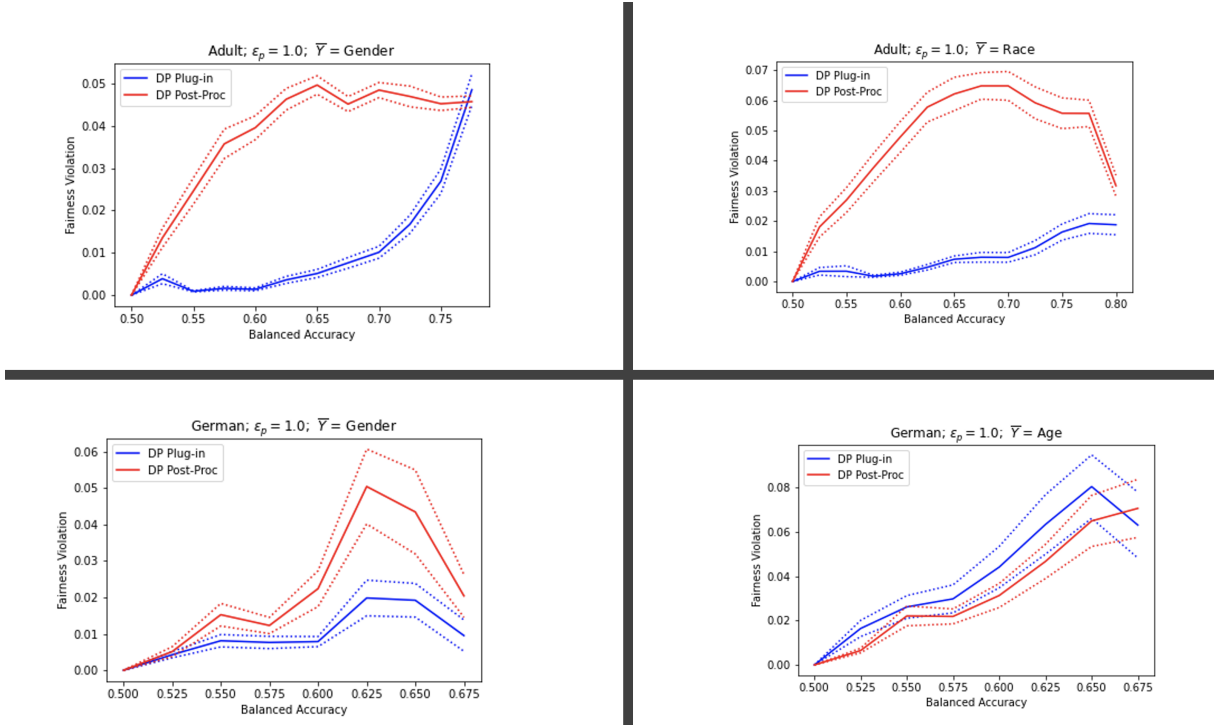 Adult; εp = 1.0; Y̅ = Gender
DP Plug-in
DP Post-Proc
Fairness Violation
0.05
0.04
0.03
0.02
0.01
0.00
0.50 0.55 0.60 0.65 0.70 0.75
Balanced Accuracy
Adult; εp = 1.0; Y̅ = Race
DP Plug-in
DP Post-Proc
Fairness Violation
0.07
0.06
0.05
0.04
0.03
0.02
0.01
0.00
0.50 0.55 0.60 0.65 0.70 0.75 0.80
Balanced Accuracy
German; εp = 1.0; Y̅ = Gender
DP Plug-in
DP Post-Proc
Fairness Violation
0.06
0.05
0.04
0.03
0.02
0.01
0.00
0.500 0.525 0.550 0.575 0.600 0.625 0.650 0.675
Balanced Accuracy
German; εp = 1.0; Y̅ = Age
DP Plug-in
DP Post-Proc
Fairness Violation
0.08
0.06
0.04
0.02
0.00
0.500 0.525 0.550 0.575 0.600 0.625 0.650 0.675
Balanced Accuracy